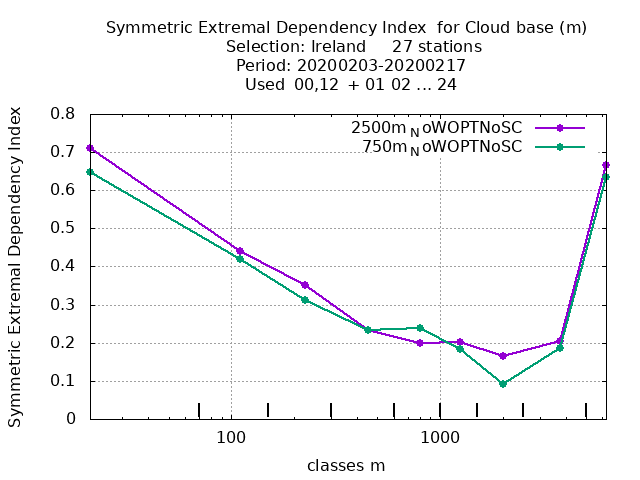 Symmetric Extremal Dependency Index for Cloud base (m)
Selection: Ireland 27 stations
Period: 20200203-20200217
Used 00,12 + 01 02 ... 24
Symmetric Extremal Dependency Index
0.8
0.7
0.6
0.5
0.4
0.3
0.2
0.1
0
2500m_NoWOPTNoSC
750m_NoWOPTNoSC
100
1000
classes m